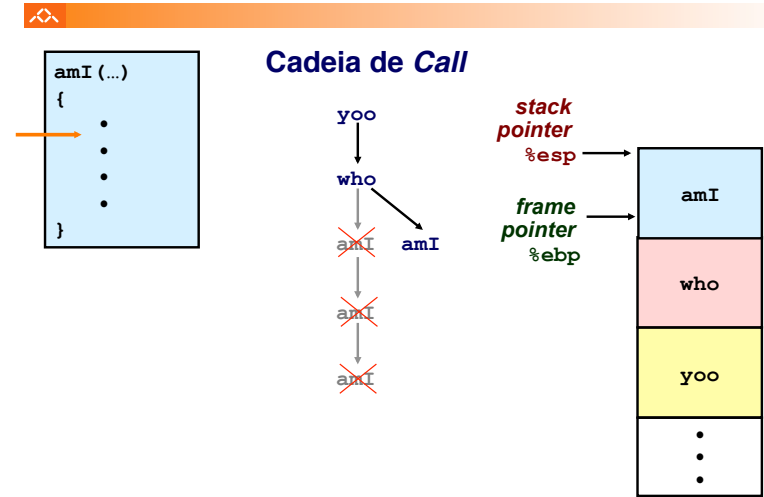 Cadeia de Call
amI(…)
{
•
•
•
•
}
yoo
who
amI amI
amI
amI
stack
pointer
%esp
frame
pointer
%ebp
amI
who
yoo
•
•
•